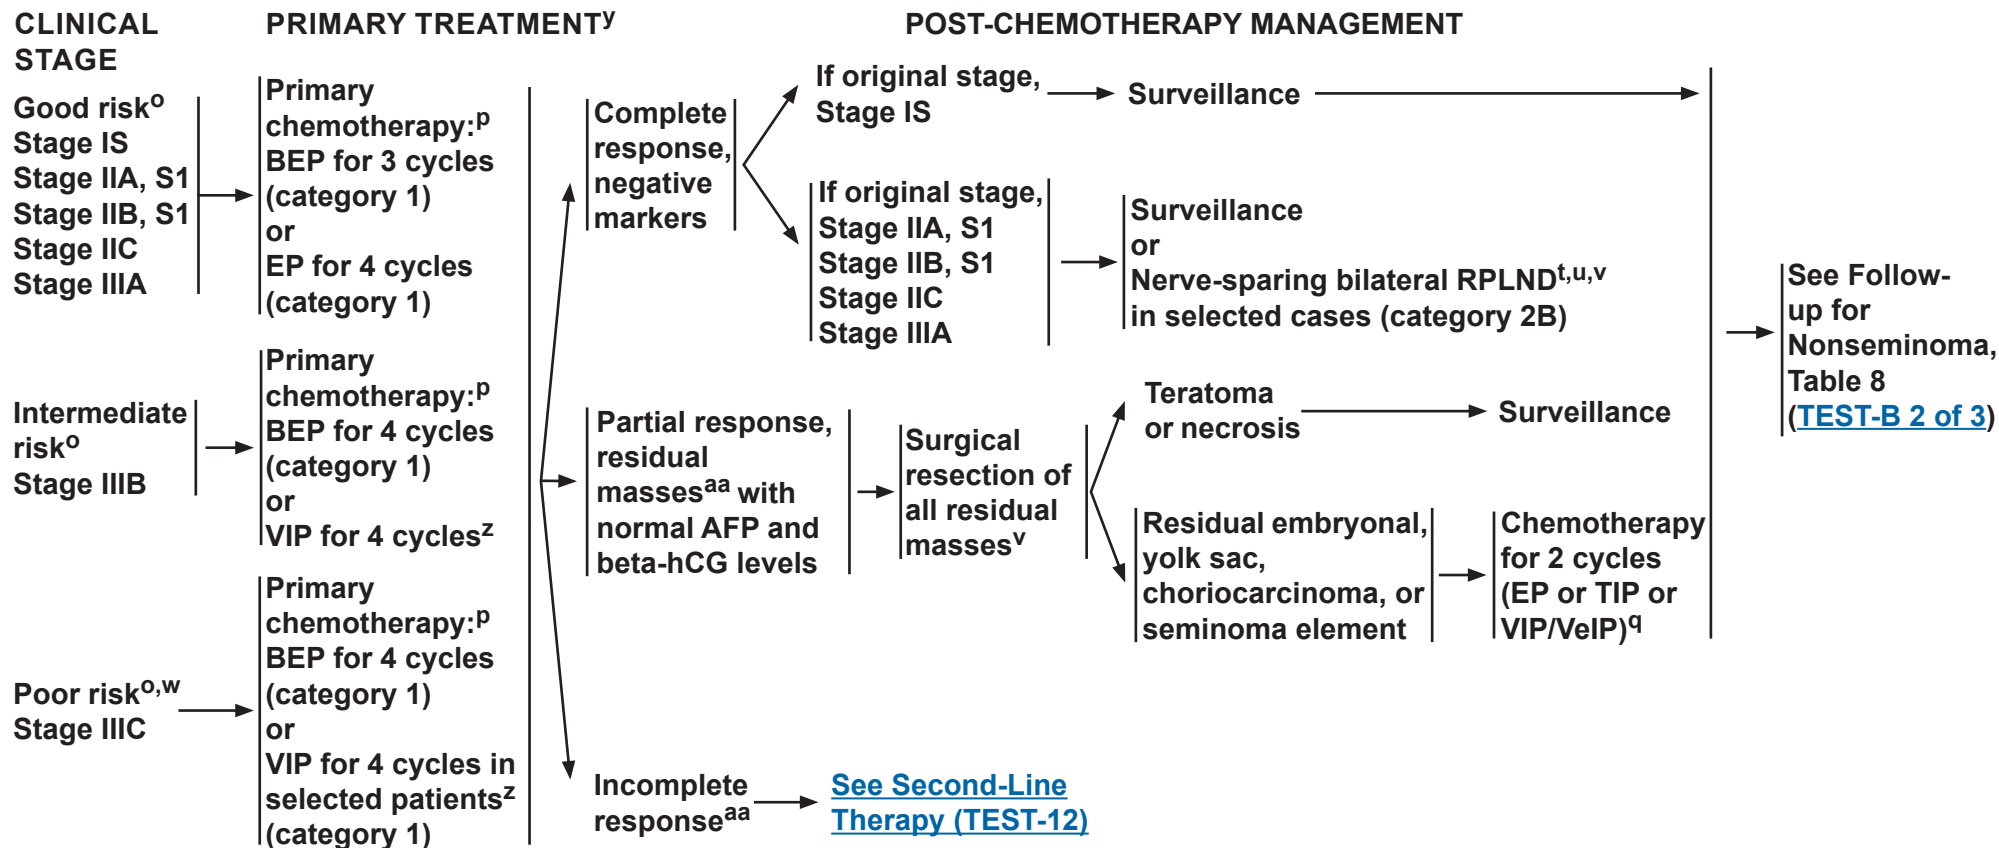 CLINICAL
STAGE
PRIMARY TREATMENTy
POST-CHEMOTHERAPY MANAGEMENT
Good risko
Stage IS
Stage IIA, S1
Stage IIB, S1
Stage IIC
Stage IIIA
Primary
chemotherapy:p
BEP for 3 cycles
(category 1)
or
EP for 4 cycles
(category 1)
Intermediate
risko
Stage IIIB
Primary
chemotherapy:p
BEP for 4 cycles
(category 1)
or
VIP for 4 cyclesz
Poor risko,w
Stage IIIC
Primary
chemotherapy:p
BEP for 4 cycles
(category 1)
or
VIP for 4 cycles in
selected patientsz
(category 1)
Complete
response,
negative
markers
If original stage,
Stage IS
Surveillance
If original stage,
Stage IIA, S1
Stage IIB, S1
Stage IIC
Stage IIIA
Surveillance
or
Nerve-sparing bilateral RPLNDt,u,v
in selected cases (category 2B)
Partial response,
residual
massesaa with
normal AFP and
beta-hCG levels
Surgical
resection of
all residual
massesv
Teratoma
or necrosis
Surveillance
Residual embryonal,
yolk sac,
choriocarcinoma, or
seminoma element
Chemotherapy
for 2 cycles
(EP or TIP or
VIP/VeIP)q
Incomplete
responseaa
See Second-Line
Therapy (TEST-12)
See Follow-
up for
Nonseminoma,
Table 8
(TEST-B 2 of 3)